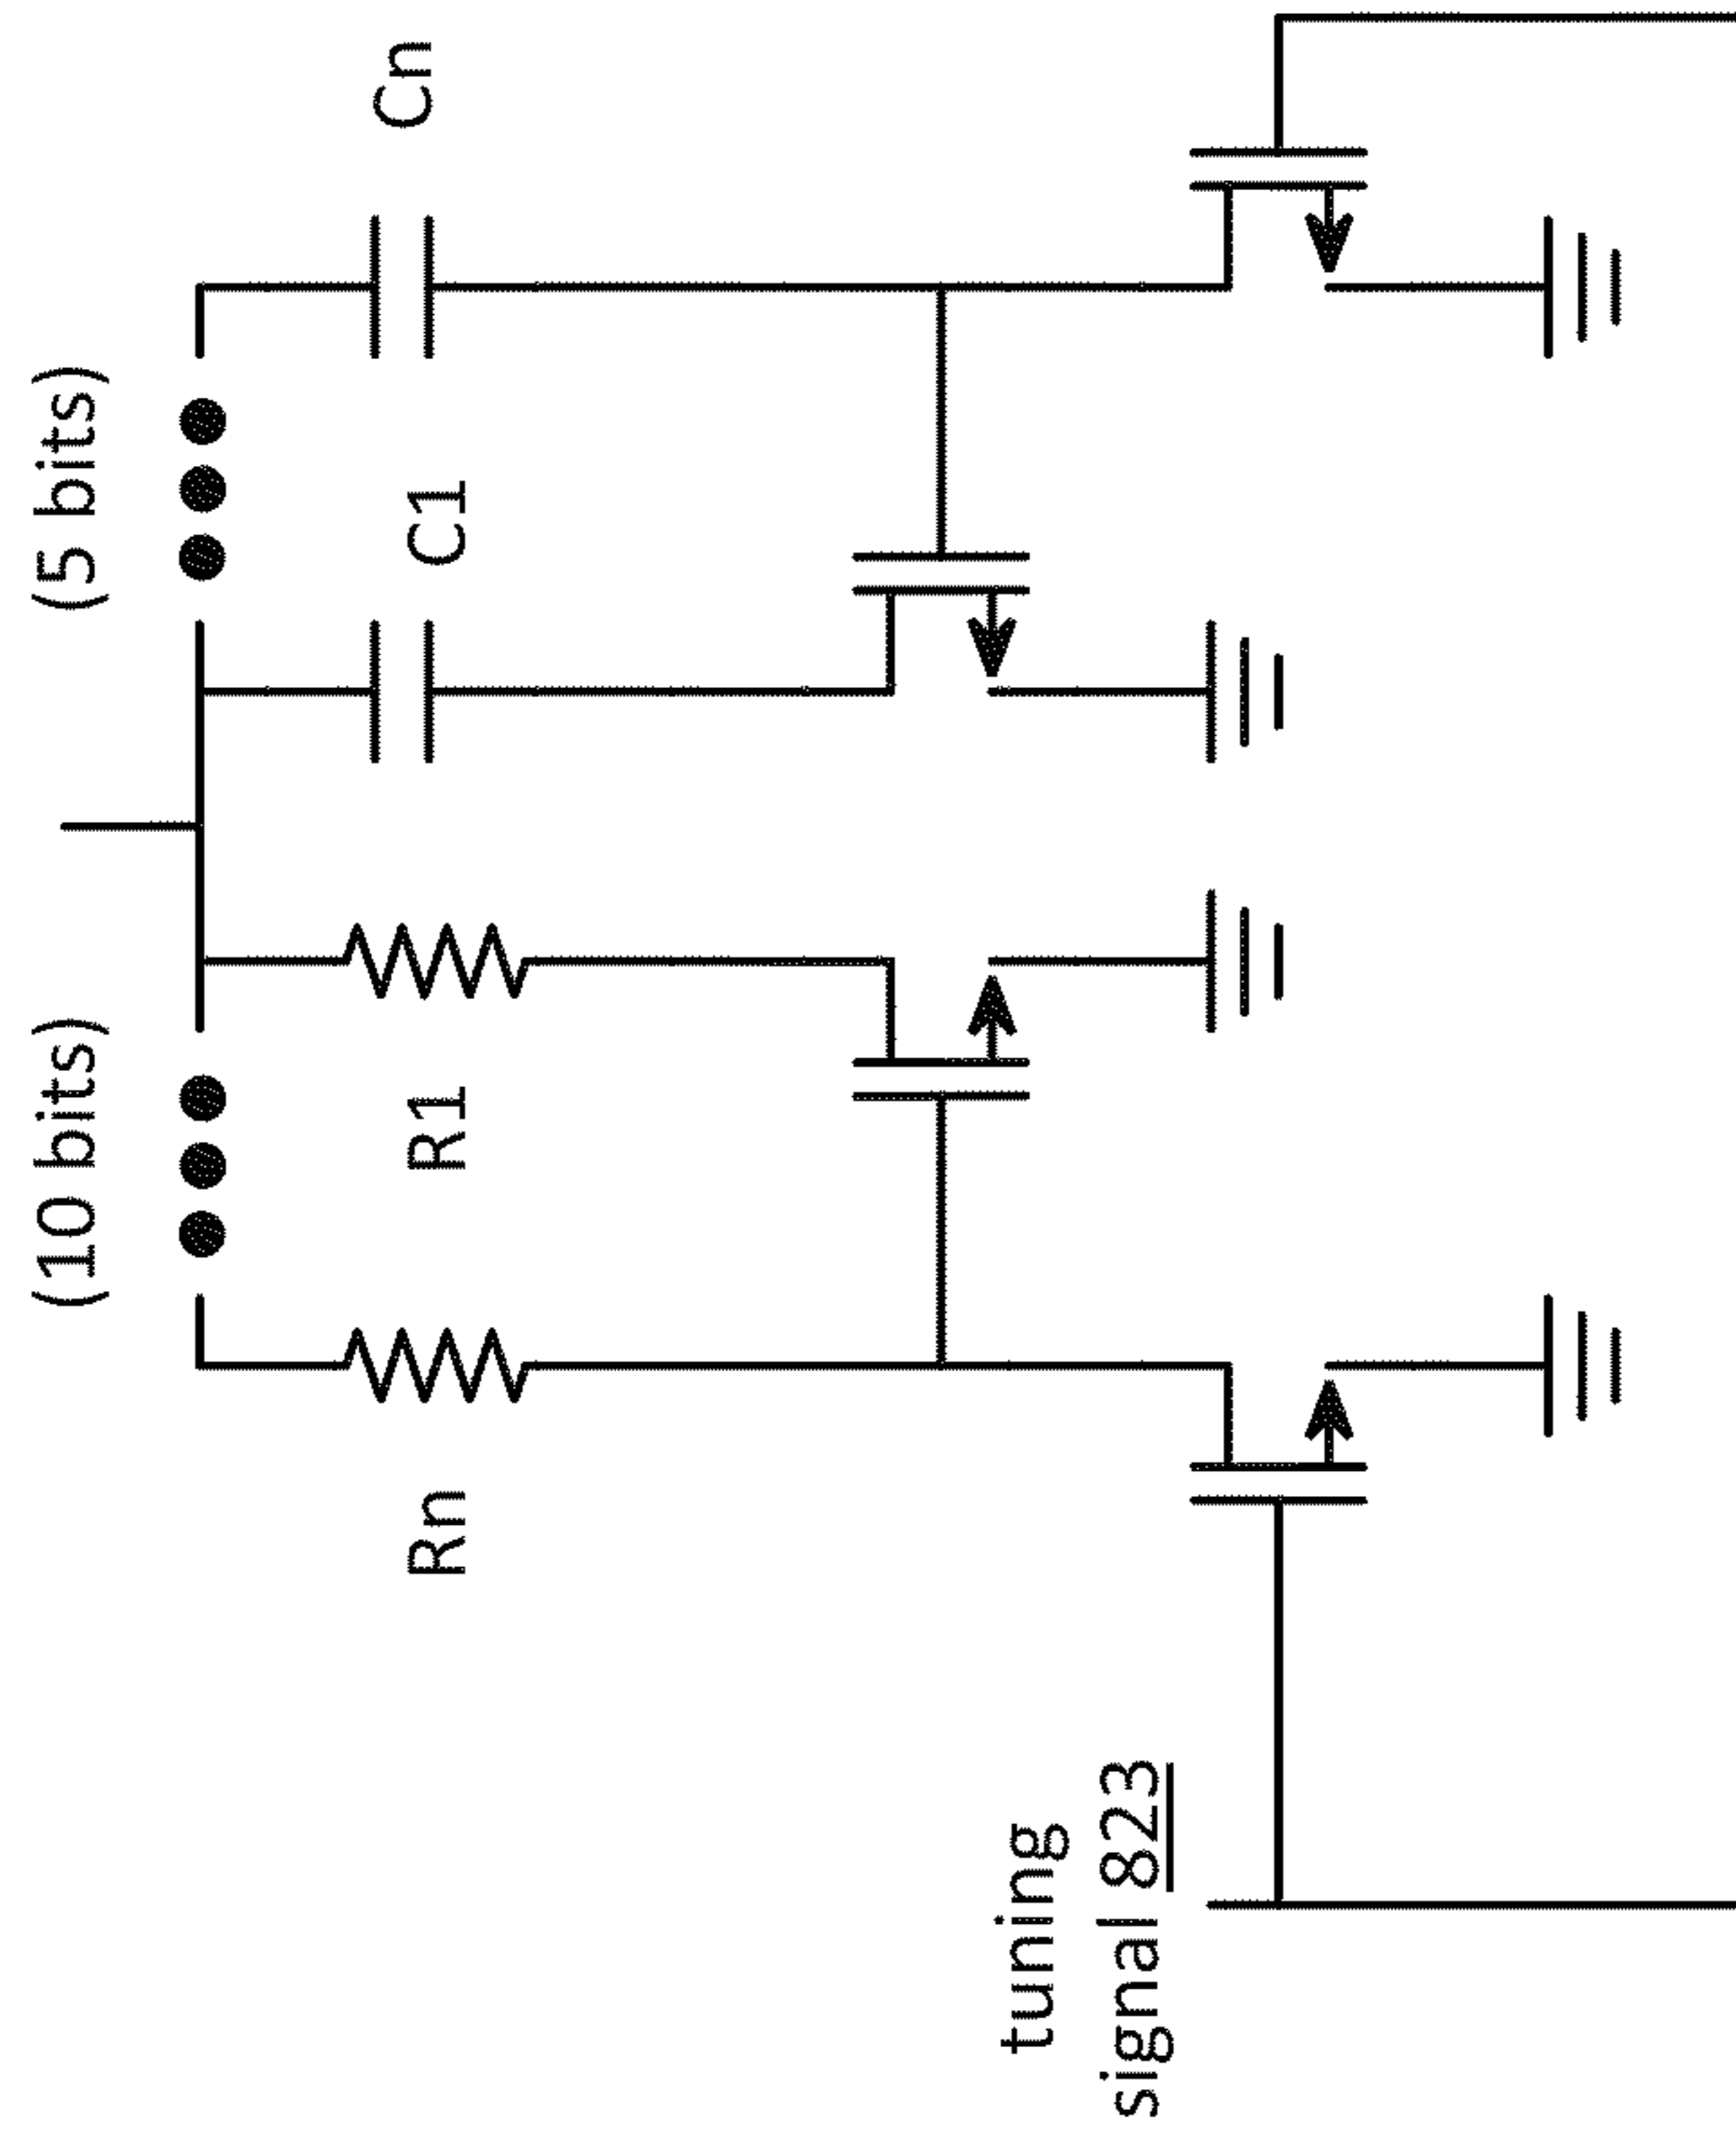 (10 bits)
(5 bits)
Rn
R1
C1
Cn
tuning
signal 823